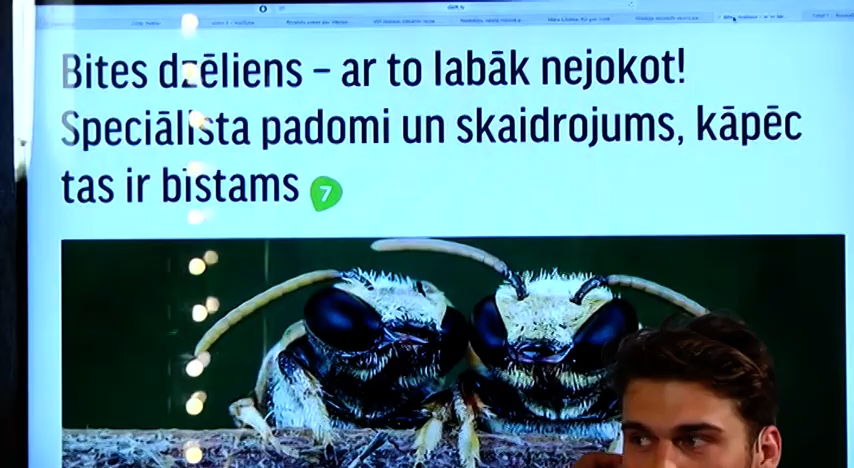 Bites dzēliens – ar to labāk nejokot!
Speciālista padomi un skaidrojums, kāpēc
tas ir bīstams 7